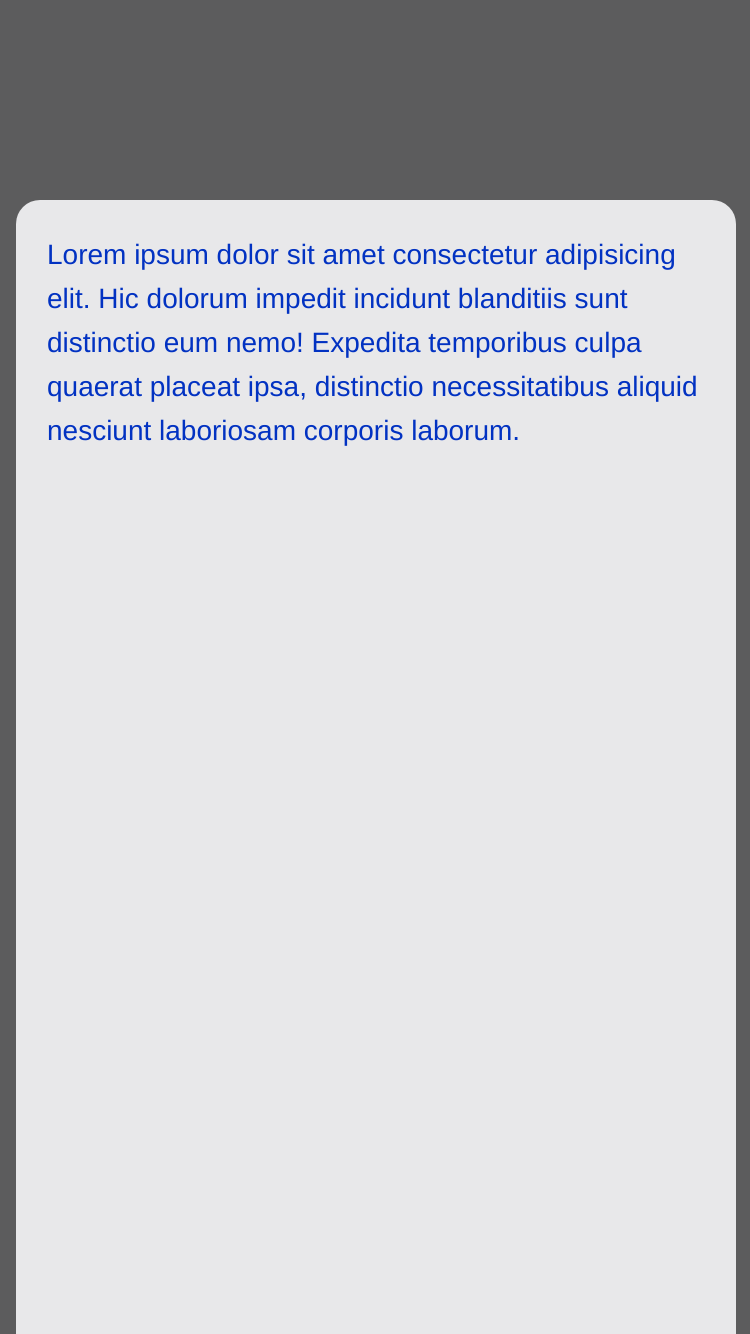 Lorem ipsum dolor sit amet consectetur adipisicing
elit. Hic dolorum impedit incidunt blanditiis sunt
distinctio eum nemo! Expedita temporibus culpa
quaerat placeat ipsa, distinctio necessitatibus aliquid
nesciunt laboriosam corporis laborum.